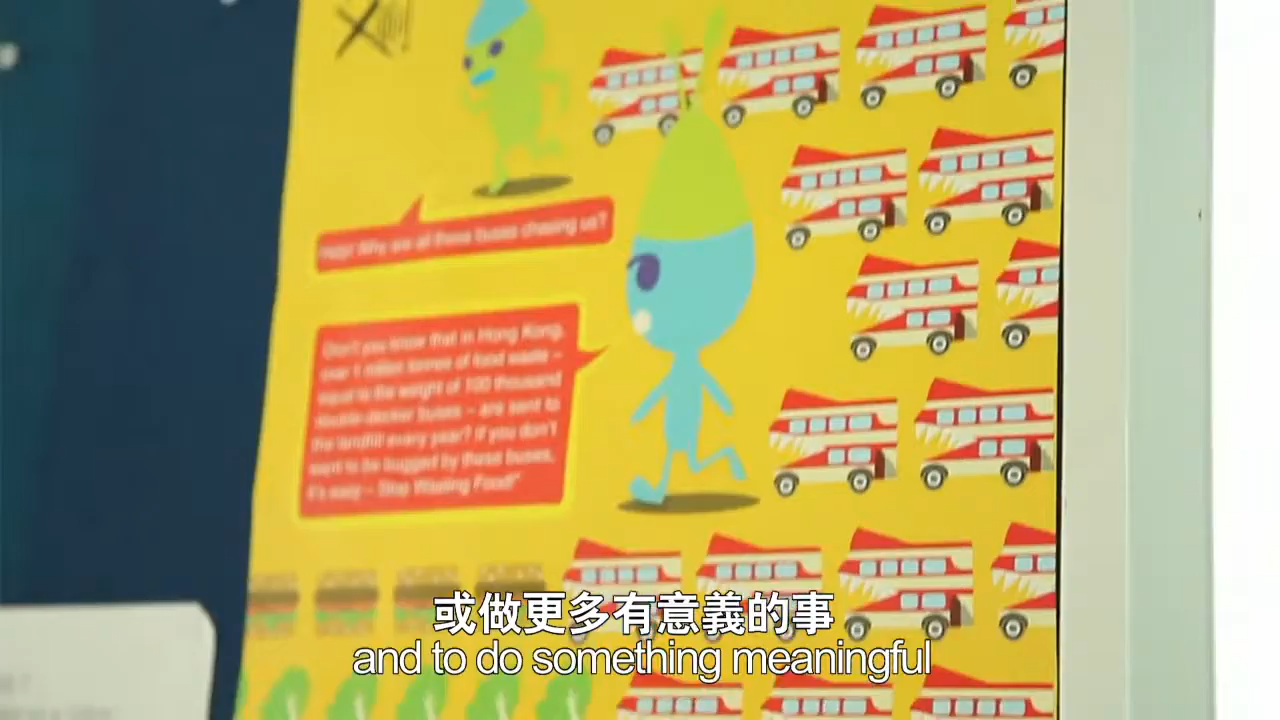 Hey! Why are all these buses chasing us?
Don't you know that in Hong Kong,
over 1 million tonnes of food waste –
equal to the weight of 100 thousand
double-decker buses – are sent to
the landfill every year? If you don't
want to be bugged by these buses,
it's easy – Stop Wasting Food!"
或做更多有意義的事
and to do something meaningful